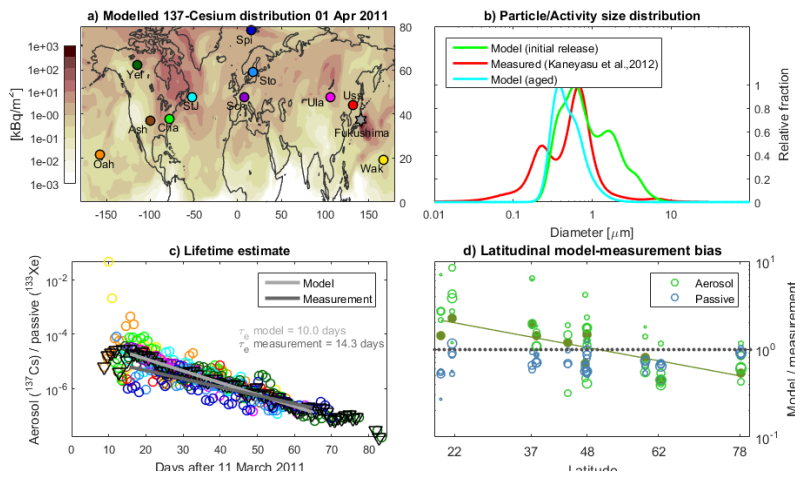 a) Modelled 137-Cesium distribution 01 Apr 2011
[kBq/m²]
1e+03
1e+02
1e+01
1e+00
1e-01
1e-02
1e-03
Spi
Yel
Sto
StJ
Sch
Ula
Uss
Ash
Cha
Fukushima
Oah
Wak
80
60
40
20
0
-150
-100
-50
0
50
100
150
b) Particle/Activity size distribution
Model (initial release)
Measured (Kaneyasu et al.,2012)
Model (aged)
1
0.8
0.6
0.4
0.2
0
Relative fraction
0.01
0.1
1
10
Diameter [μm]
c) Lifetime estimate
Aerosol (¹³⁷Cs) / passive (¹³³Xe)
10⁻²
10⁻⁴
10⁻⁶
Model
Measurement
τₑ model = 10.0 days
τₑ measurement = 14.3 days
0
10
20
30
40
50
60
70
80
Days after 11 March 2011
d) Latitudinal model-measurement bias
Aerosol
Passive
10¹
10⁰
10⁻¹
Model / measurement
22
37
48
62
78
Latitude